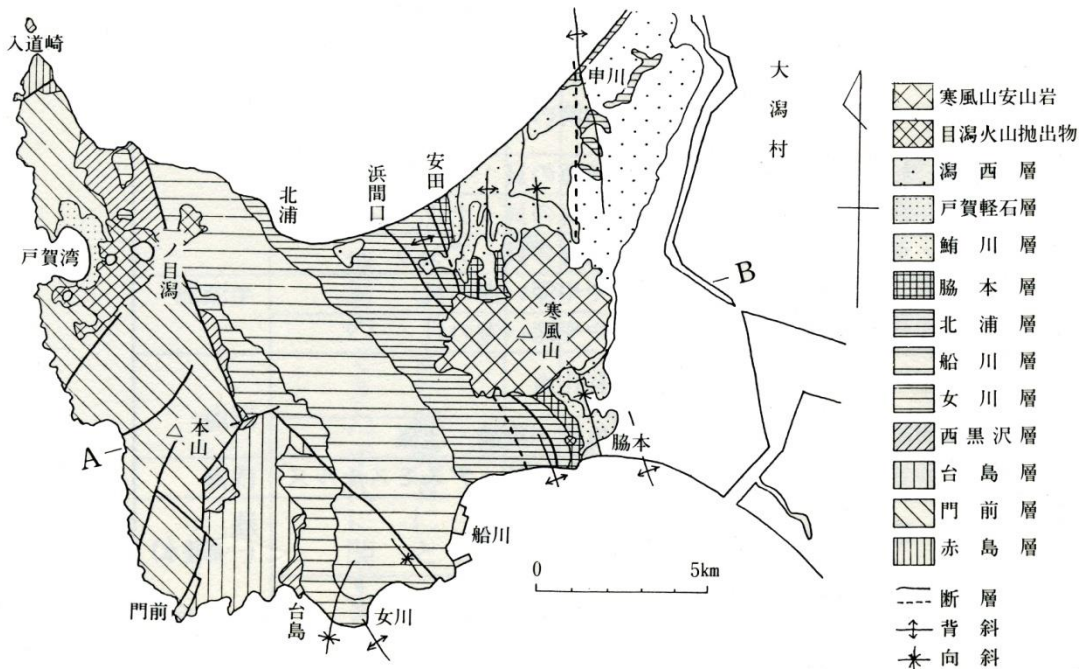 入道崎
戸賀湾
一ノ目潟
北浦
浜間口
安田
申川
大潟村
寒風山
本山
A
B
脇本
船川
門前
台島
女川
0 5km
寒風山安山岩
目潟火山抛出物
潟西層
戸賀軽石層
鮪川層
脇本層
北浦層
船川層
女川層
西黒沢層
台島層
門前層
赤島層
断層
背斜
向斜